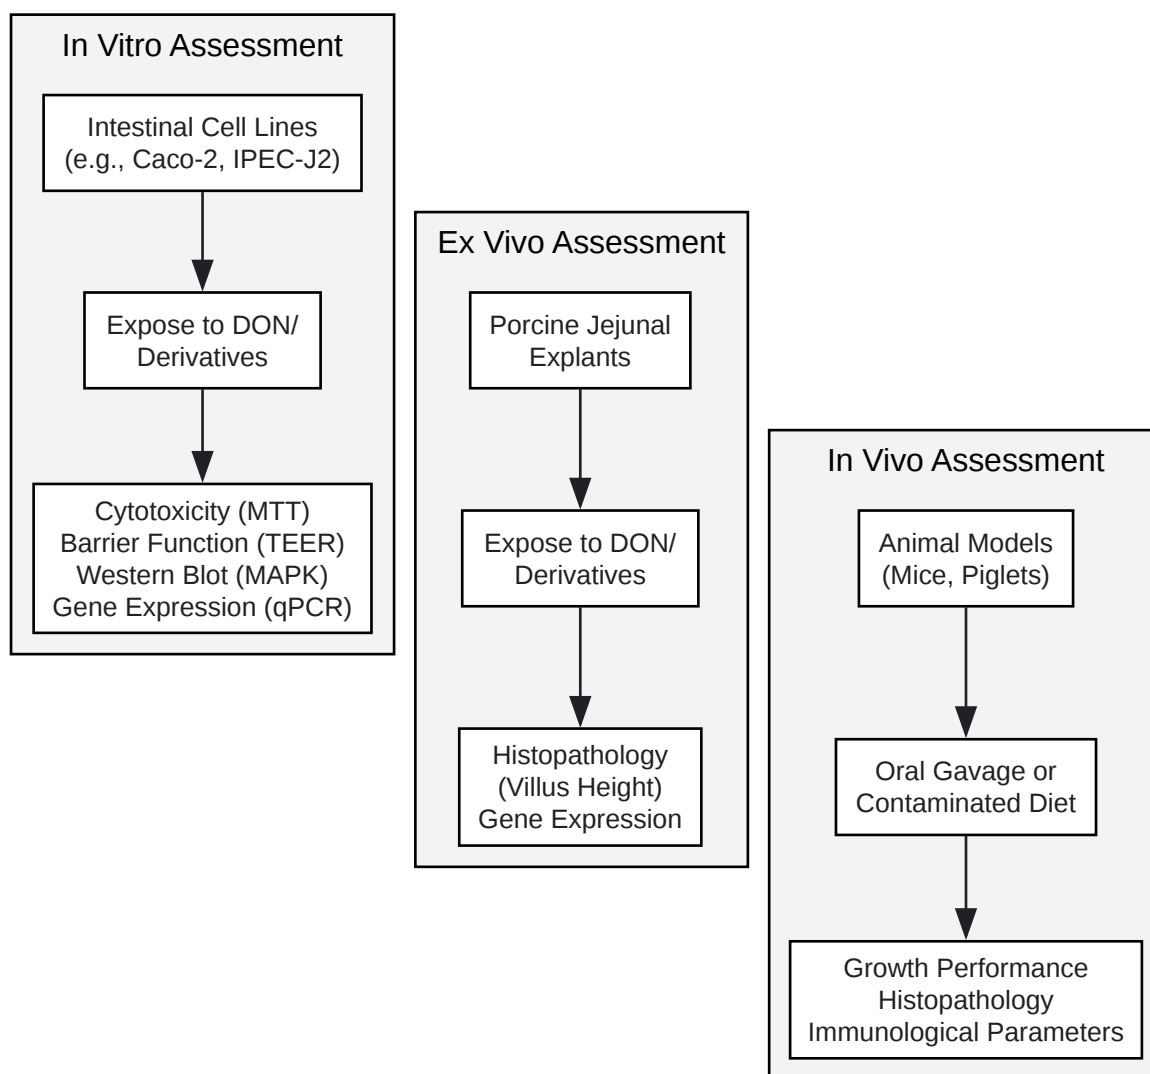 In Vitro Assessment
Intestinal Cell Lines
(e.g., Caco-2, IPEC-J2)
Expose to DON/
Derivatives
Cytotoxicity (MTT)
Barrier Function (TEER)
Western Blot (MAPK)
Gene Expression (qPCR)
Ex Vivo Assessment
Porcine Jejunal
Explants
Expose to DON/
Derivatives
Histopathology
(Villus Height)
Gene Expression
In Vivo Assessment
Animal Models
(Mice, Piglets)
Oral Gavage or
Contaminated Diet
Growth Performance
Histopathology
Immunological Parameters